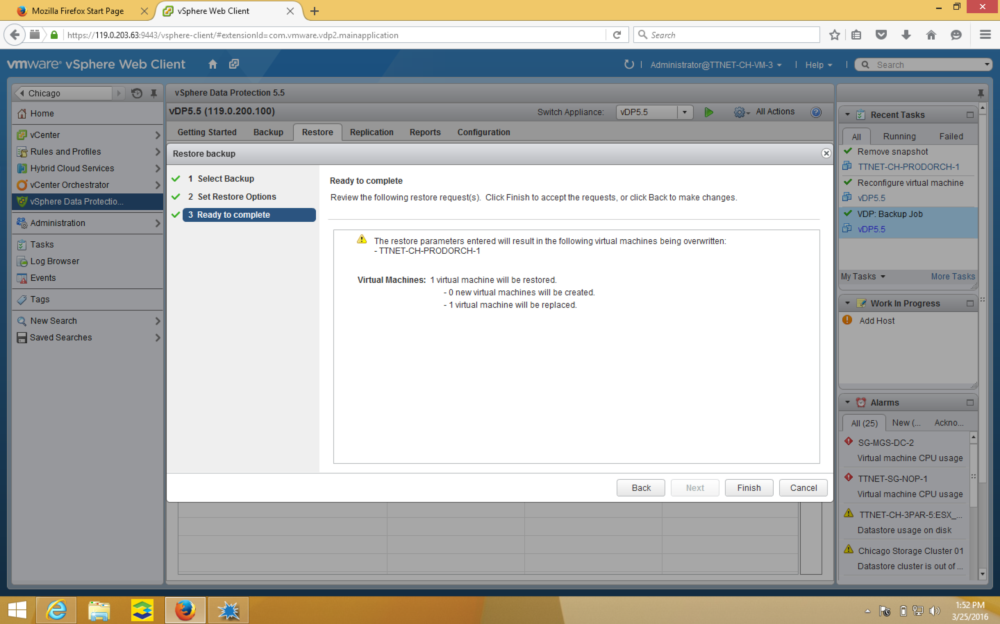 Mozilla Firefox Start Page
vSphere Web Client
https://119.0.203.63:9443/vsphere-client/#extensionId=com.vmware.vdp2.mainapplication
Search
vmware® vSphere Web Client
Administrator@TTNET-CH-VM-3
Help
Search
Chicago
Home
vCenter
Rules and Profiles
Hybrid Cloud Services
vCenter Orchestrator
vSphere Data Protectio...
Administration
Tasks
Log Browser
Events
Tags
New Search
Saved Searches
vSphere Data Protection 5.5
vDP5.5 (119.0.200.100)
Switch Appliance:
vDP5.5
All Actions
Getting Started
Backup
Restore
Replication
Reports
Configuration
Restore backup
1 Select Backup
2 Set Restore Options
3 Ready to complete
Ready to complete
Review the following restore request(s). Click Finish to accept the requests, or click Back to make changes.
The restore parameters entered will result in the following virtual machines being overwritten:
- TTNET-CH-PRODORCH-1
Virtual Machines: 1 virtual machine will be restored.
- 0 new virtual machines will be created.
- 1 virtual machine will be replaced.
Back
Next
Finish
Cancel
Recent Tasks
All
Running
Failed
Remove snapshot
TTNET-CH-PRODORCH-1
Reconfigure virtual machine
vDP5.5
VDP: Backup Job
vDP5.5
My Tasks
More Tasks
Work In Progress
Add Host
Alarms
All (25)
New (...
Ackno...
SG-MGS-DC-2
Virtual machine CPU usage
TTNET-SG-NOP-1
Virtual machine CPU usage
TTNET-CH-3PAR-5:ESX_...
Datastore usage on disk
Chicago Storage Cluster 01
Datastore cluster is out of ...
1:52 PM
3/25/2016